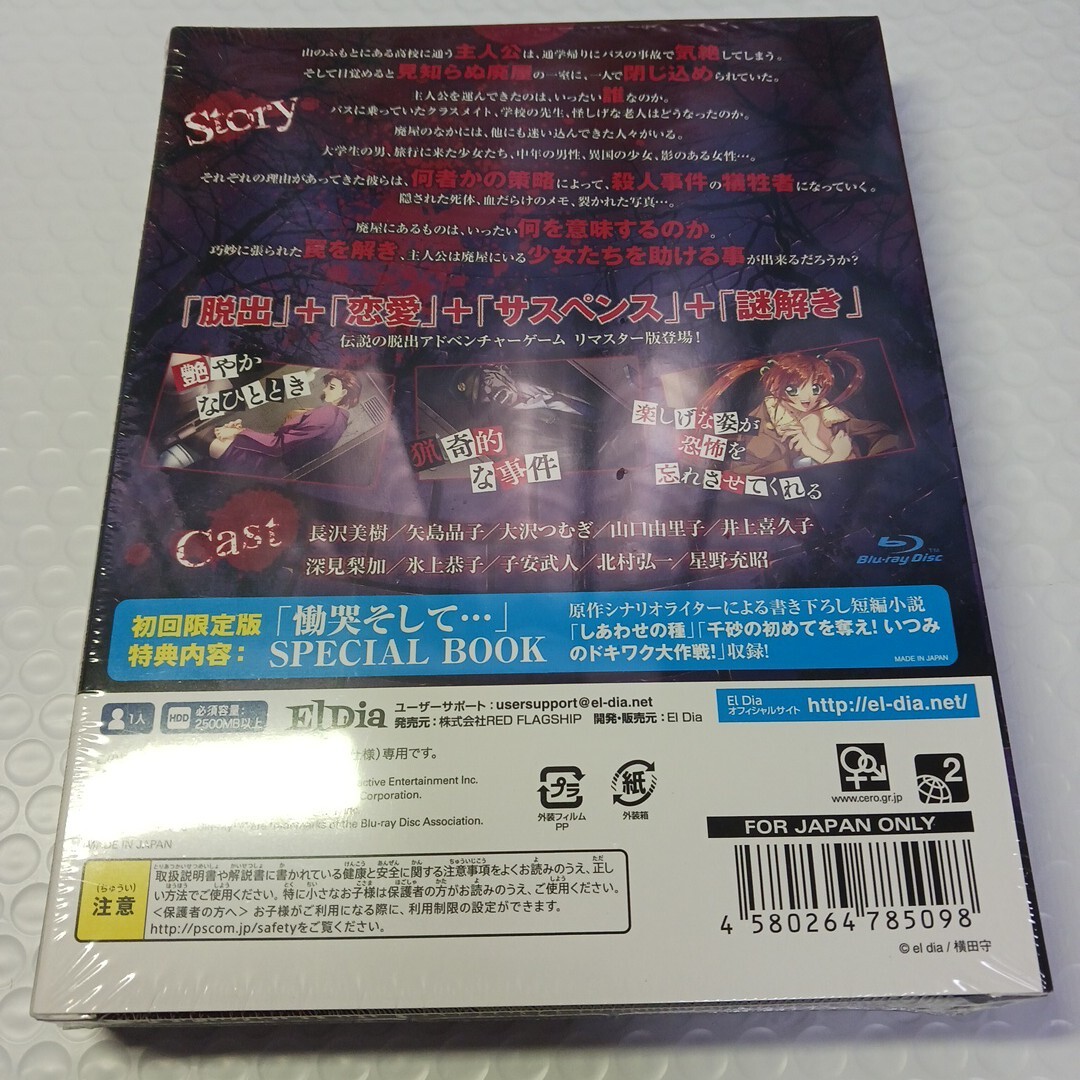 Story
山のふもとにある高校に通う主人公は、通学帰りにバスの事故で気絶してしまう。
そして目覚めると見知らぬ廃屋の一室に、一人で閉じ込められていた。
主人公を運んできたのは、いったい誰なのか。
バスに乗っていたクラスメイト、学校の先生、怪しげな老人はどうなったのか。
廃屋のなかには、他にも迷い込んできた人々がいる。
大学生の男、旅行に来た少女たち、中年の男性、異国の少女、影のある女性…。
それぞれの理由があってきた彼らは、何者かの策略によって、殺人事件の犠牲者になっていく。
隠された死体、血だらけのメモ、裂かれた写真…。
廃屋にあるものは、いったい何を意味するのか。
巧妙に張られた罠を解き、主人公は廃屋にいる少女たちを助ける事が出来るだろうか?
「脱出」+「恋愛」+「サスペンス」+「謎解き」
伝説の脱出アドベンチャーゲーム リマスター版登場!
艶やか
なひととき
猟奇的
な事件
楽しげな姿が
恐怖を
忘れさせてくれる
Cast
長沢美樹/矢島晶子/大沢つむぎ/山口由里子/井上喜久子
深見梨加/氷上恭子/子安武人/北村弘一/星野充昭
Blu-ray Disc™
初回限定版
特典内容:
「慟哭そして…」
SPECIAL BOOK
原作シナリオライターによる書き下ろし短編小説
「しあわせの種」「千砂の初めてを奪え!いつみ
のドキワク大作戦!」収録!
MADE IN JAPAN
1人
HDD 必須容量:
2500MB以上
El Dia
ユーザーサポート:usersupport@el-dia.net
発売元:株式会社RED FLAGSHIP 開発・販売元:El Dia
El Dia
オフィシャルサイト
http://el-dia.net/
仕様)専用です。
active Entertainment Inc.
Corporation.
marks of the Blu-ray Disc Association.
MADE IN JAPAN
プラ
外装フィルム
PP
紙
外装箱
www.cero.gr.jp
2
FOR JAPAN ONLY
4 580264 785098
© el dia / 横田守
(ちゅうい)
注意
取扱説明書や解説書に書かれている健康と安全に関する注意事項をよくお読みのうえ、正し
い方法でご使用ください。特に小さなお子様は保護者の方がお読みのうえ、ご使用ください。
<保護者の方へ> お子様がご利用になる際に、利用制限の設定ができます。
http://pscom.jp/safetyをご覧ください。